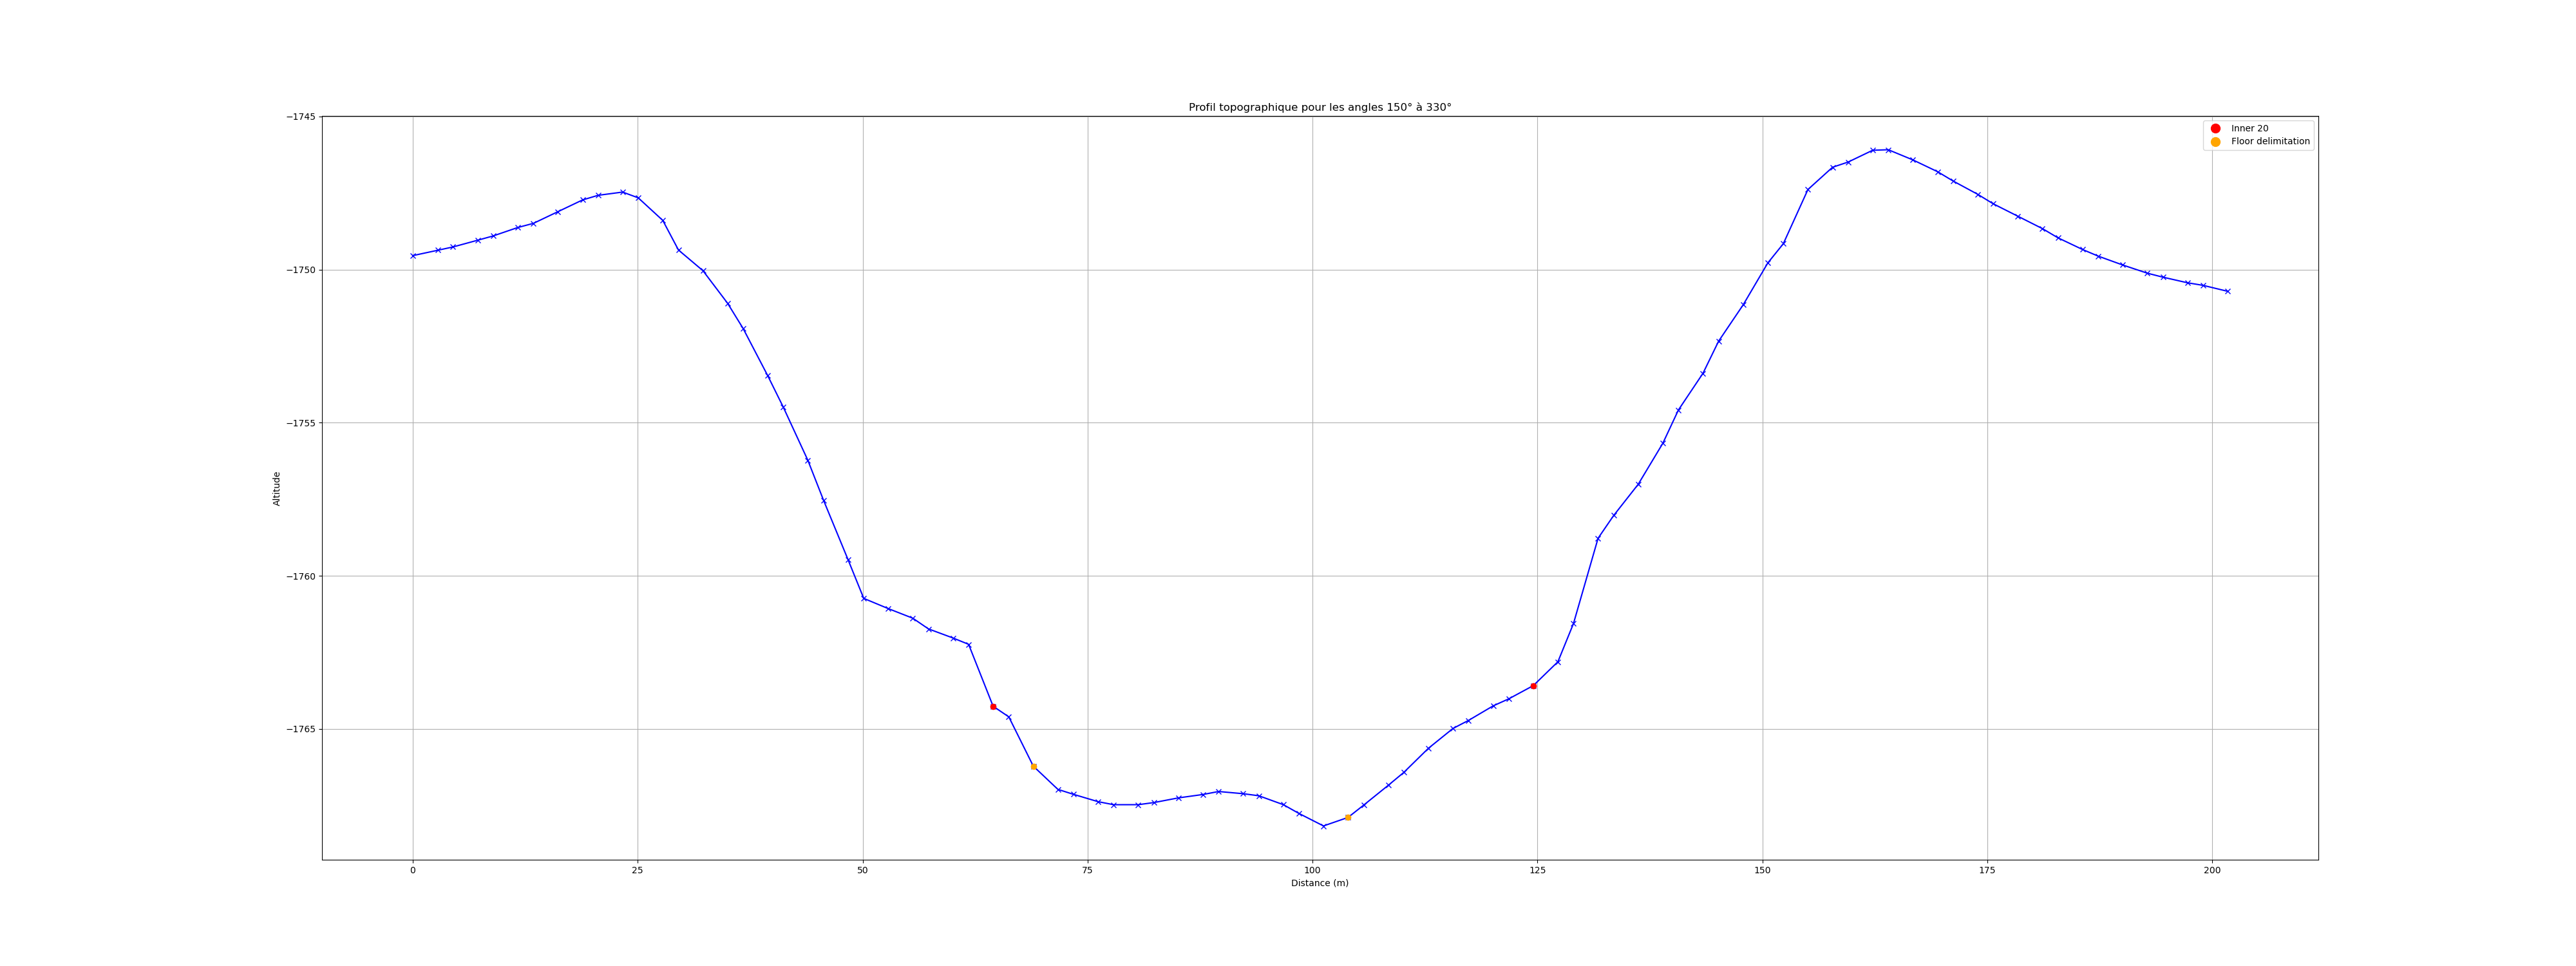 Profil topographique pour les angles 150° à 330°
Inner 20
Floor delimitation
−1745
−1750
−1755
−1760
−1765
Altitude
0 25 50 75 100 125 150 175 200
Distance (m)